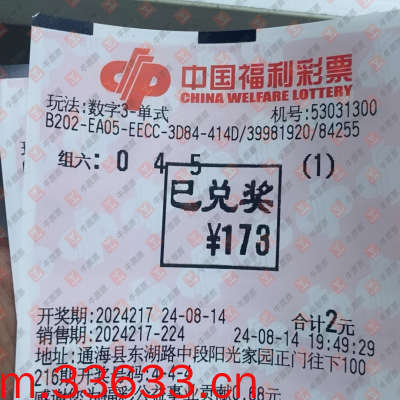 中国福利彩票
CHINA WELFARE LOTTERY
玩法:数字3-单式 机号:53031300
B202-EA05-EECC-3D84-414D/39981920/84255
组六: 0 4 5 (1)
已兑奖
¥173
开奖期:2024217 24-08-14 合计2元
销售期:2024217-224 24-08-14 19:49:29
地址:通海县东湖路中段阳光家园正门往下100
m.33633.cn